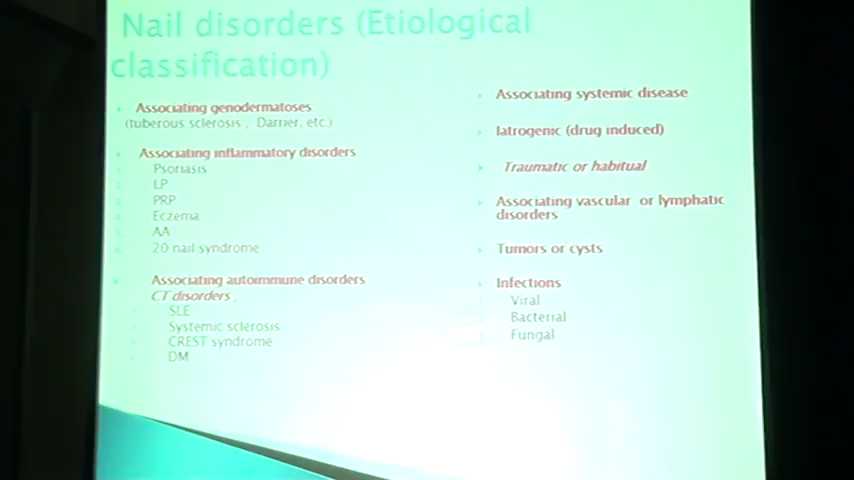 Nail disorders (Etiological
classification)
Associating genodermatoses
(tuberous sclerosis , Darrier, etc.)
Associating inflammatory disorders
Psoriasis
LP
PRP
Eczema
AA
20 nail syndrome
Associating autoimmune disorders
CT disorders ,
SLE
Systemic sclerosis
CREST syndrome
DM
Associating systemic disease
Iatrogenic (drug induced)
Traumatic or habitual
Associating vascular or lymphatic
disorders
Tumors or cysts
Infections
Viral
Bacterial
Fungal